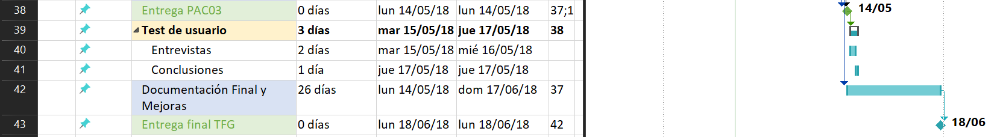 38 Entrega PAC03 0 días lun 14/05/18 lun 14/05/18 37;1 14/05
39 Test de usuario 3 días mar 15/05/18 jue 17/05/18 38
40 Entrevistas 2 días mar 15/05/18 mié 16/05/18
41 Conclusiones 1 día jue 17/05/18 jue 17/05/18
42 Documentación Final y 26 días lun 14/05/18 dom 17/06/18 37
Mejoras
43 Entrega final TFG 0 días lun 18/06/18 lun 18/06/18 42 18/06